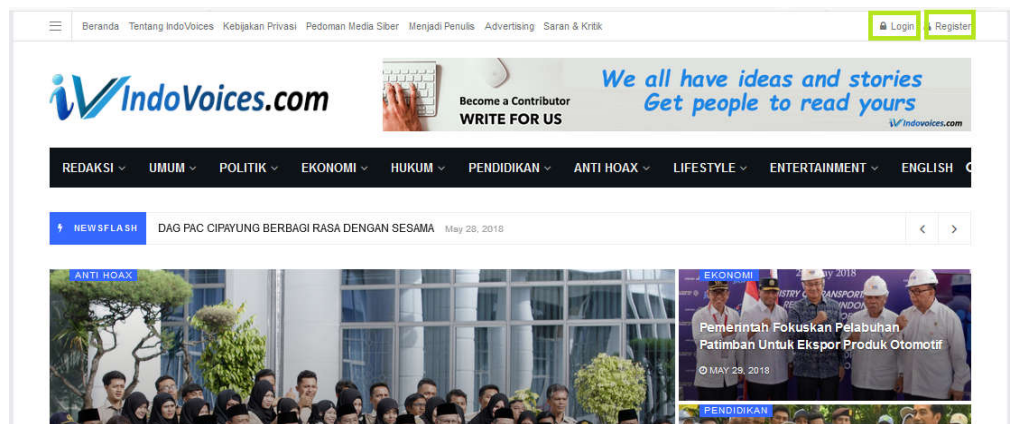 Beranda Tentang IndoVoices Kebijakan Privasi Pedoman Media Siber Menjadi Penulis Advertising Saran & Kritik Login Register
IndoVoices.com
Become a Contributor
WRITE FOR US
We all have ideas and stories
Get people to read yours
Indovoices.com
REDAKSI UMUM POLITIK EKONOMI HUKUM PENDIDIKAN ANTI HOAX LIFESTYLE ENTERTAINMENT ENGLISH
NEWSFLASH DAG PAC CIPAYUNG BERBAGI RASA DENGAN SESAMA May 28, 2018
ANTI HOAX
EKONOMI
2018
Pemerintah Fokuskan Pelabuhan
Patimban Untuk Ekspor Produk Otomotif
MAY 29, 2018
PENDIDIKAN